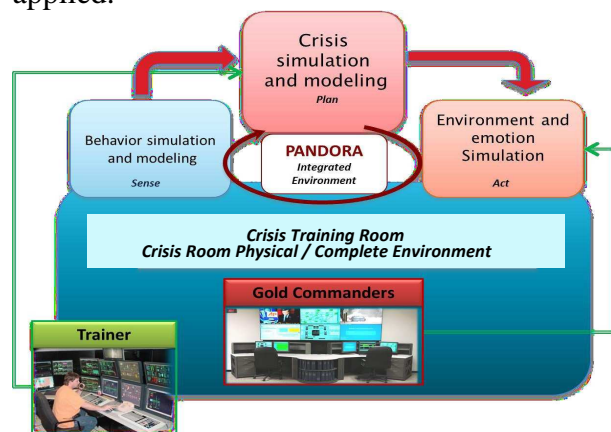 applied.
Crisis
simulation
and modeling
Plan
Behavior simulation
and modeling
Sense
PANDORA
Integrated
Environment
Environment and
emotion
Simulation
Act
Crisis Training Room
Crisis Room Physical / Complete Environment
Gold Commanders
Trainer